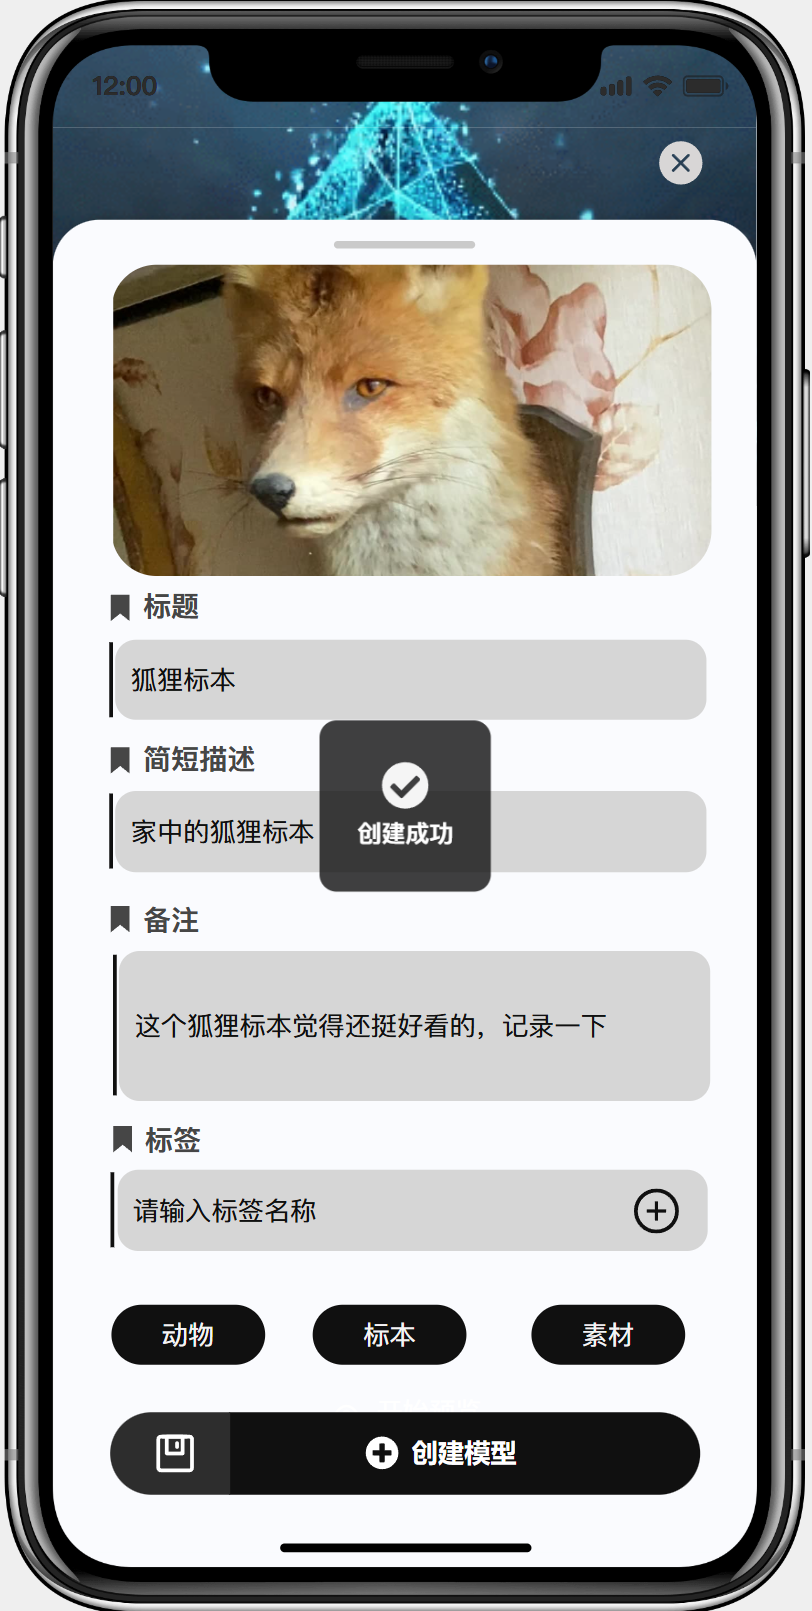 12:00
标题
狐狸标本
简短描述
家中的狐狸标本
创建成功
备注
这个狐狸标本觉得还挺好看的，记录一下
标签
请输入标签名称
动物 标本 素材
创建模型